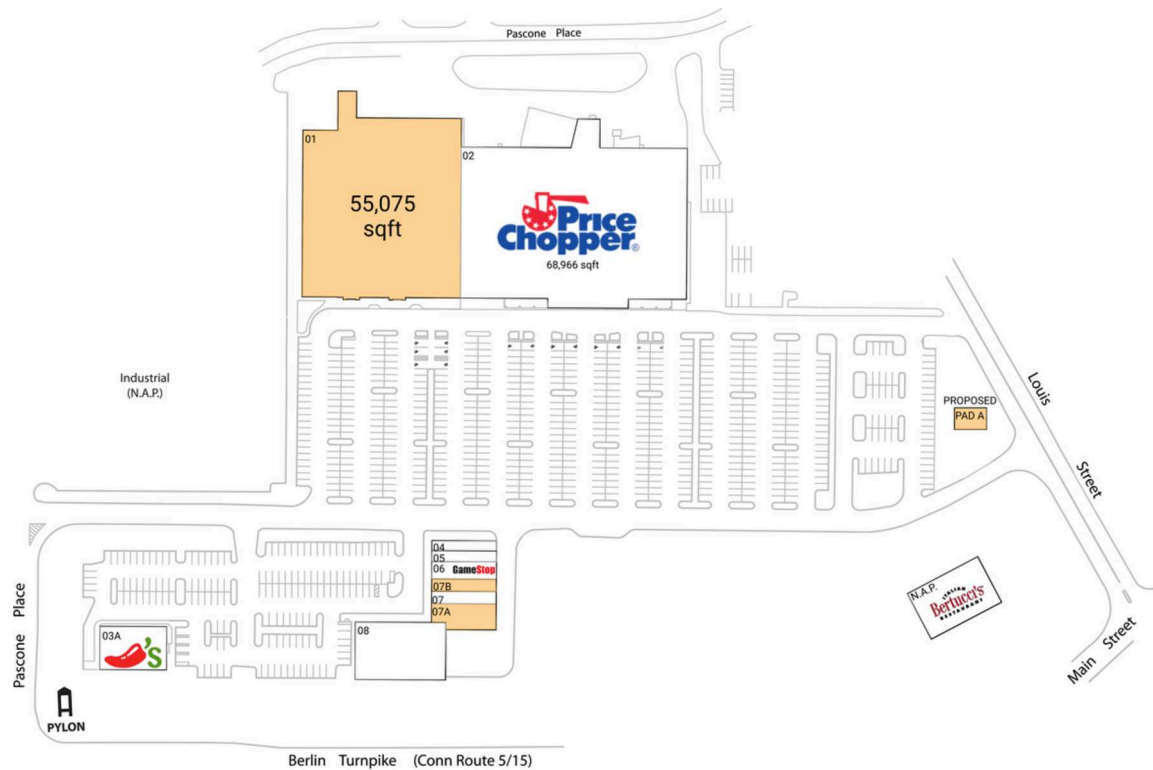 Pascone Place
01
02
55,075
sqft
Price
Chopper®
68,966 sqft
Industrial
(N.A.P.)
Louis Street
PROPOSED
PAD A
04
05
06 GameStop
07B
07
07A
08
03A
'S
N.A.P.
ITALIAN
Bertucci's
RESTAURANT
Main Street
Pascone Place
PYLON
Berlin Turnpike (Conn Route 5/15)